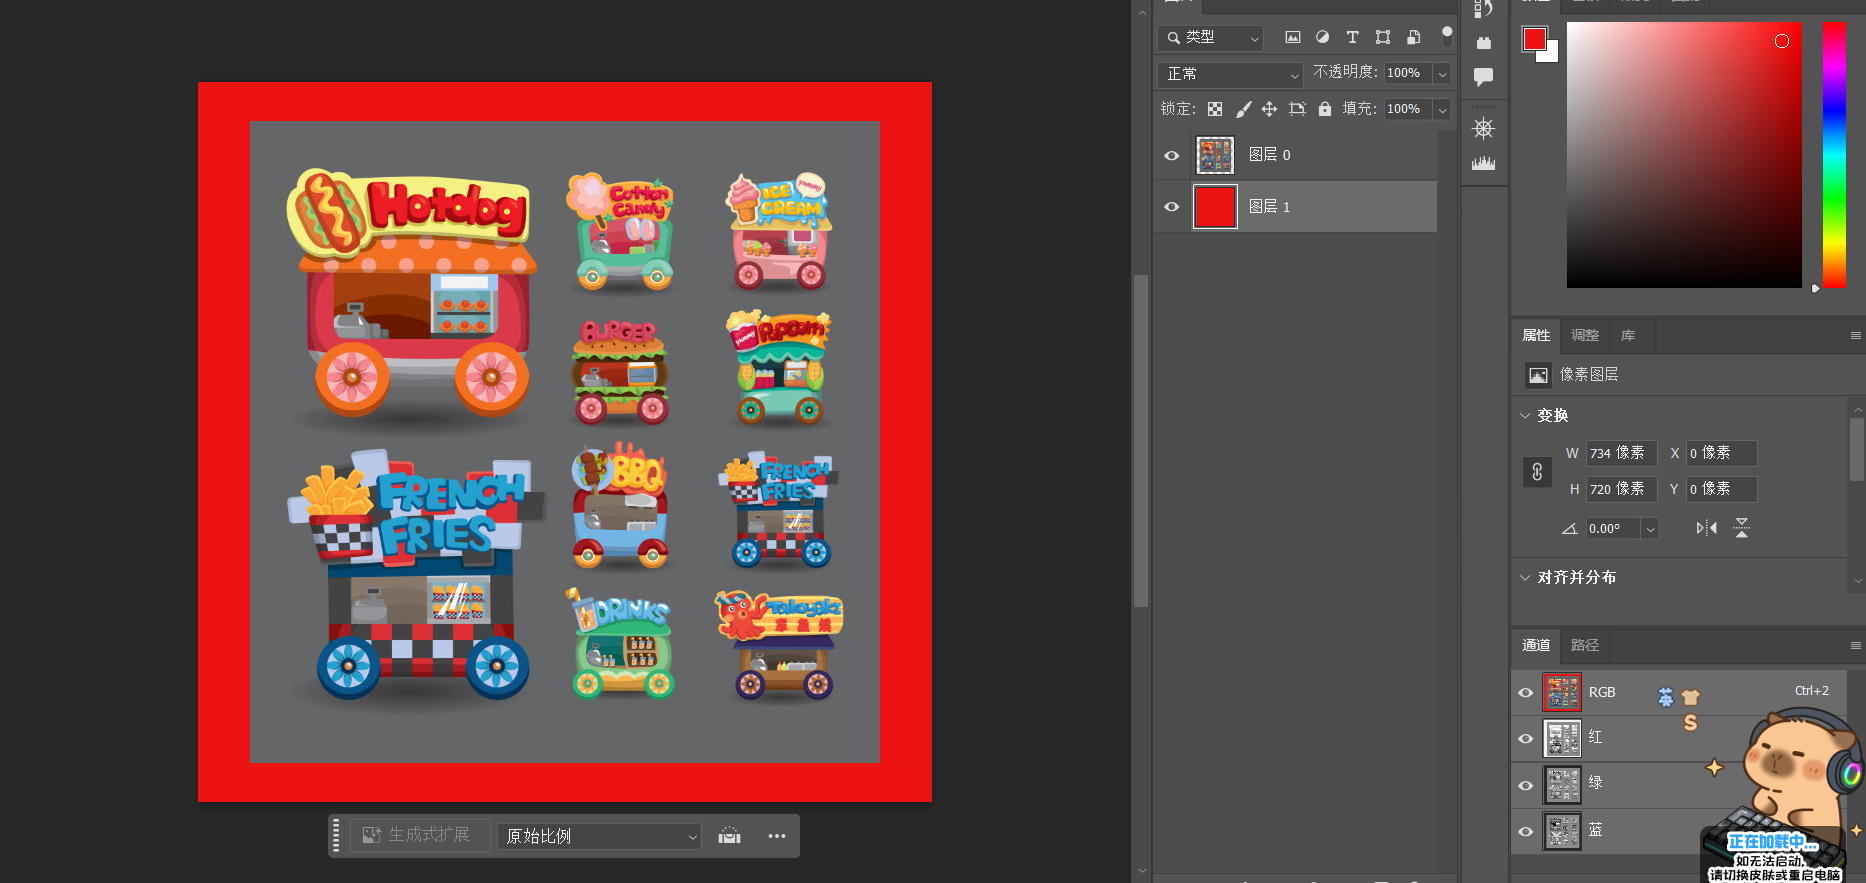 Hotdog
Cotton
Candy
ICE
CREAM
yummy
BURGER
POPCORN
yummy
FRENCH
FRIES
BBQ
FRENCH
FRIES
DRINKS
Takoyaki
章魚燒
生成式扩展
原始比例
类型
正常
不透明度: 100%
锁定:
填充: 100%
图层 0
图层 1
属性
调整
库
像素图层
变换
W 734 像素 X 0 像素
H 720 像素 Y 0 像素
0.00°
对齐并分布
通道
路径
RGB
Ctrl+2
红
绿
蓝
S
正在加载中...
如无法启动,
请切换皮肤或重启电脑